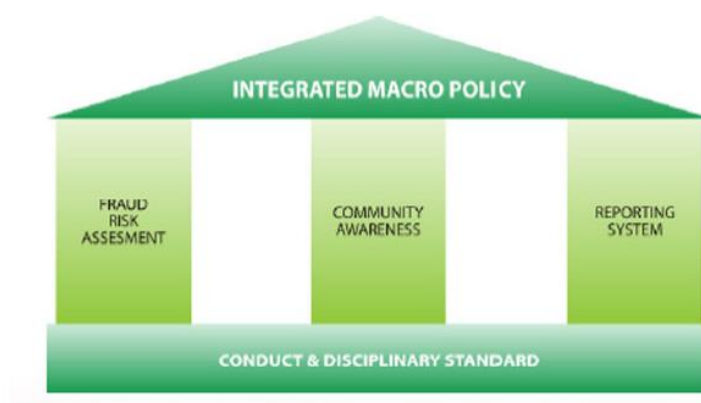 INTEGRATED MACRO POLICY
FRAUD
RISK
ASSESMENT
COMMUNITY
AWARENESS
REPORTING
SYSTEM
CONDUCT & DISCIPLINARY STANDARD